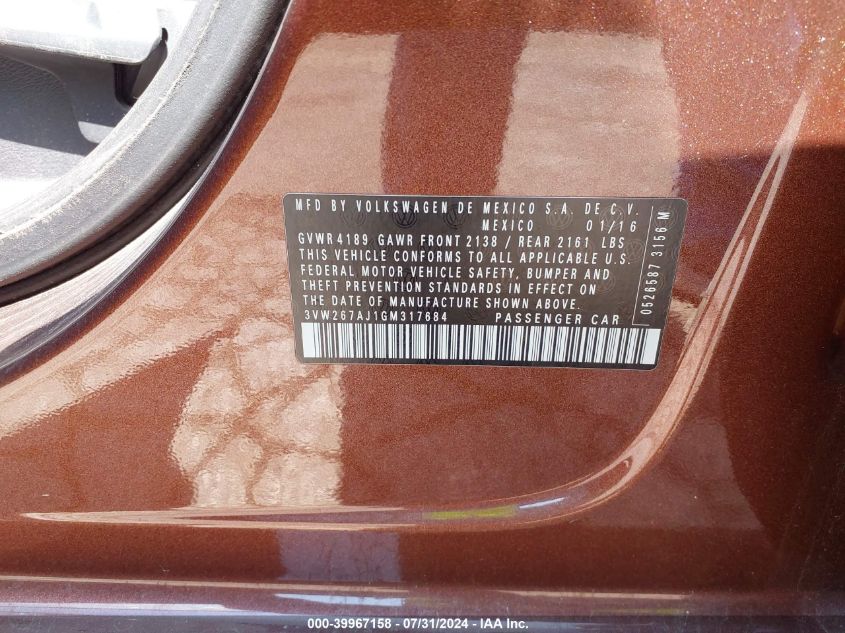 MFD BY VOLKSWAGEN DE MEXICO S.A. DE C.V.
MEXICO 01/16
GVWR 4189 GAWR FRONT 2138 / REAR 2161 LBS
THIS VEHICLE CONFORMS TO ALL APPLICABLE U.S.
FEDERAL MOTOR VEHICLE SAFETY, BUMPER AND
THEFT PREVENTION STANDARDS IN EFFECT ON
THE DATE OF MANUFACTURE SHOWN ABOVE.
3VW267AJ1GM317684 PASSENGER CAR
0526587 3156 M
000-39967158 - 07/31/2024 - IAA Inc.